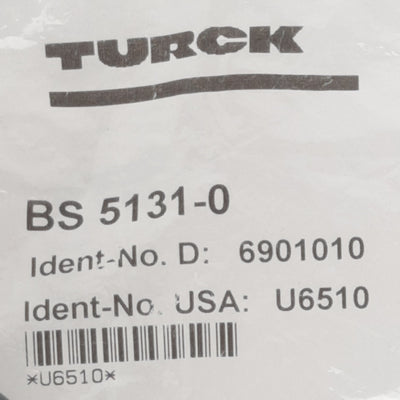 TURCK
BS 5131-0
Ident-No. D: 6901010
Ident-No. USA: U6510
*U6510*